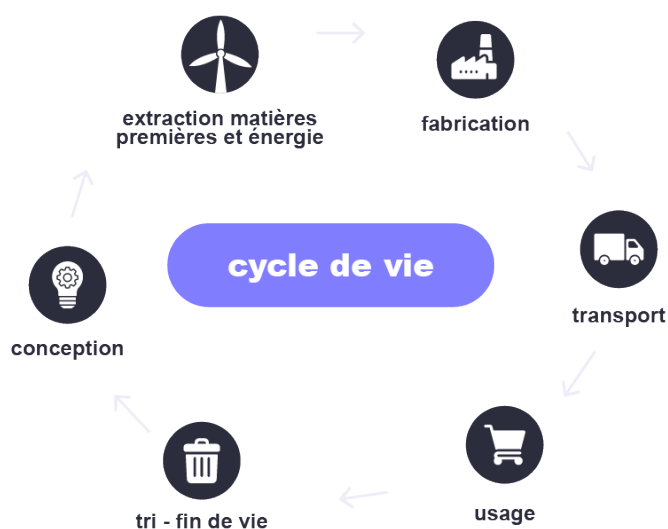 extraction matières
premières et énergie
fabrication
cycle de vie
transport
conception
usage
tri - fin de vie